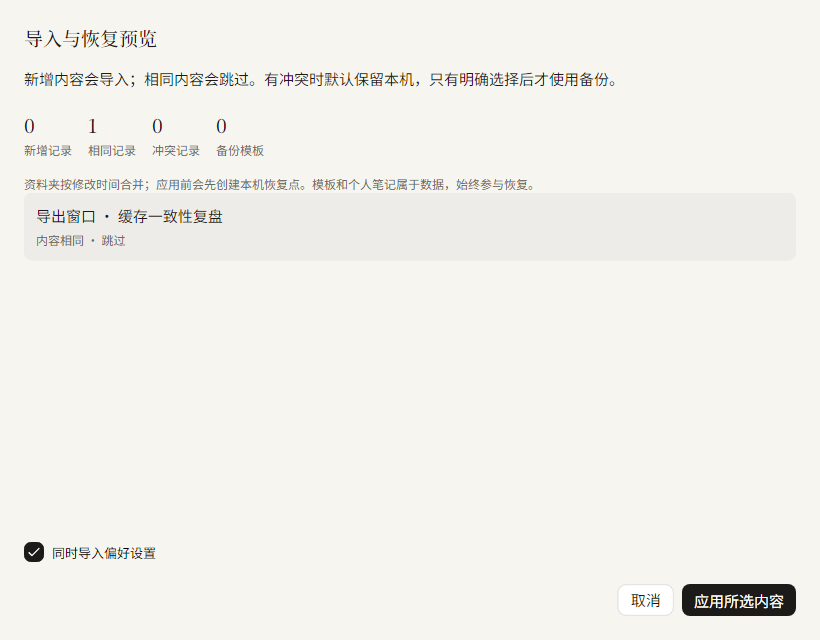 导入与恢复预览
新增内容会导入；相同内容会跳过。有冲突时默认保留本机，只有明确选择后才使用备份。
0 1 0 0
新增记录 相同记录 冲突记录 备份模板
资料夹按修改时间合并；应用前会先创建本机恢复点。模板和个人笔记属于数据，始终参与恢复。
导出窗口 · 缓存一致性复盘
内容相同 · 跳过
同时导入偏好设置
取消 应用所选内容